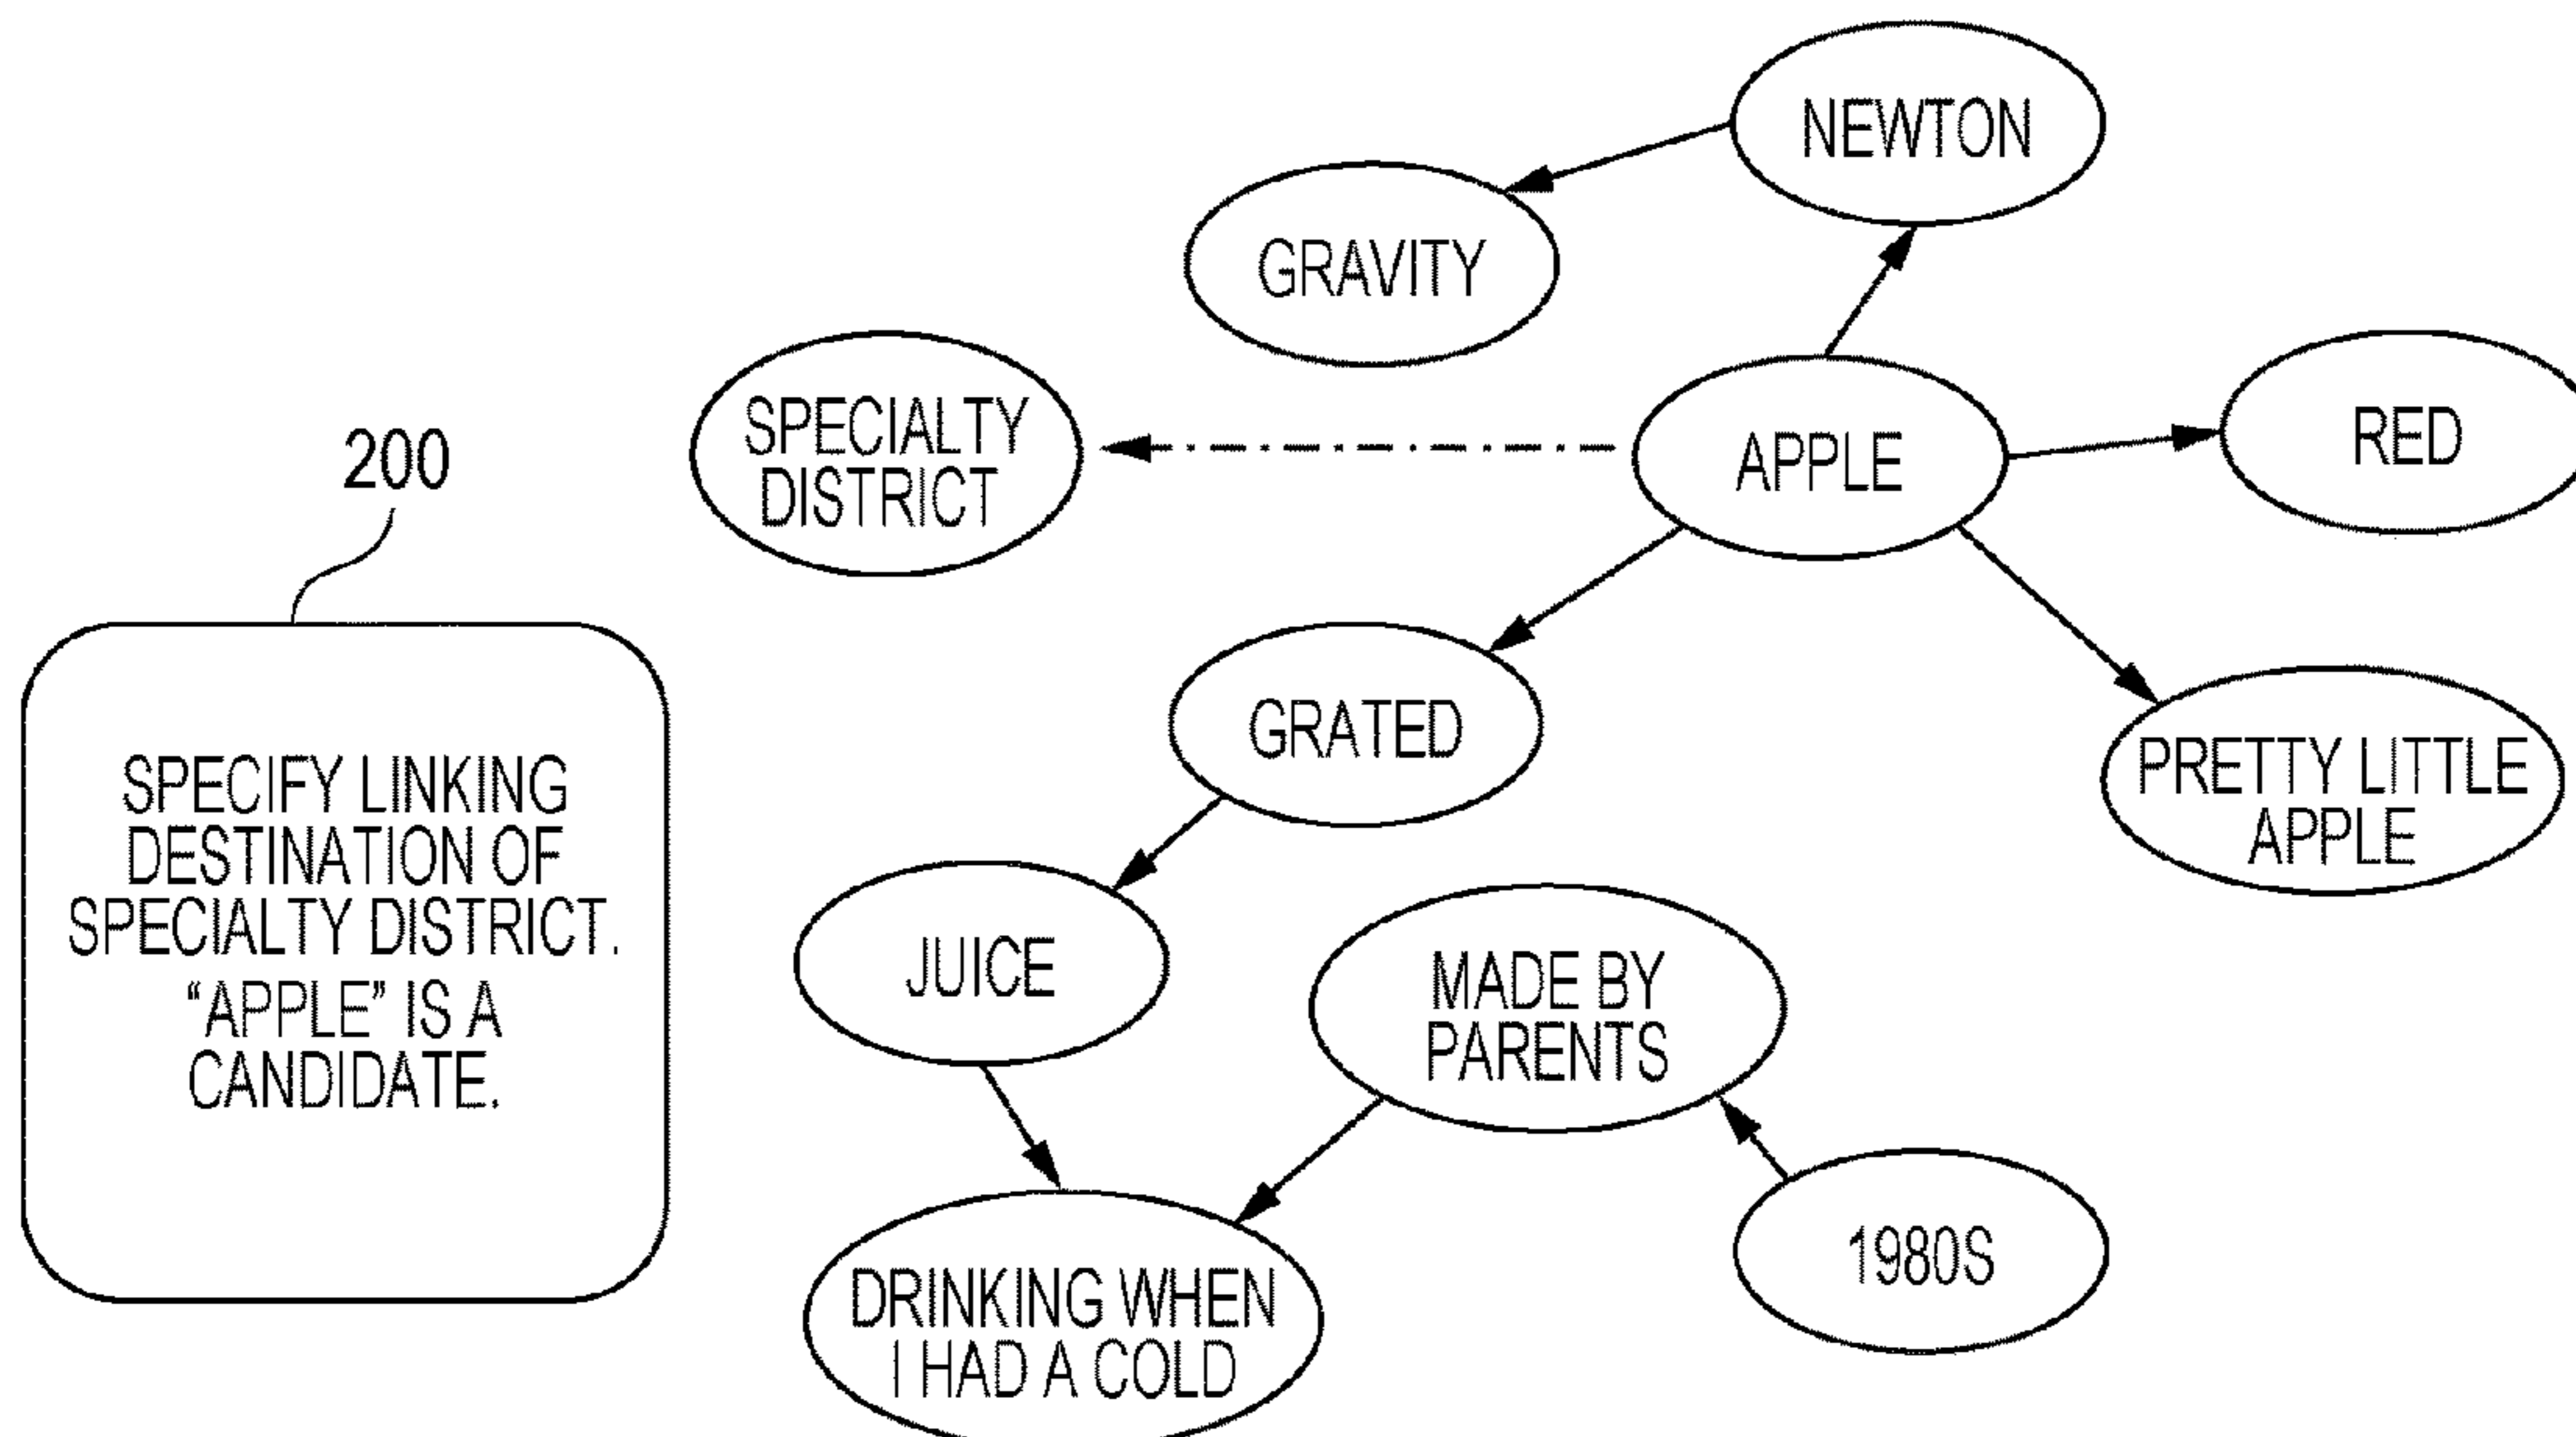 NEWTON
GRAVITY
SPECIALTY
DISTRICT
APPLE
RED
200
GRATED
PRETTY LITTLE
APPLE
SPECIFY LINKING
DESTINATION OF
SPECIALTY DISTRICT.
“APPLE” IS A
CANDIDATE.
JUICE
MADE BY
PARENTS
1980S
DRINKING WHEN
I HAD A COLD